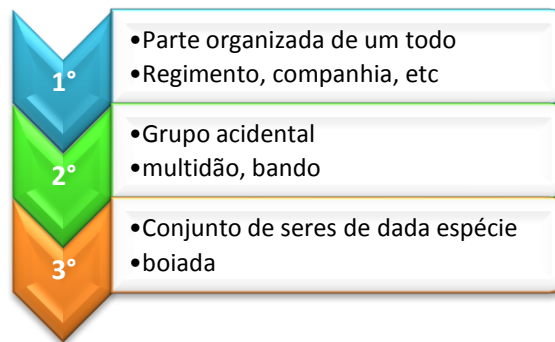 1°
•Parte organizada de um todo
•Regimento, companhia, etc
2°
•Grupo acidental
•multidão, bando
3°
•Conjunto de seres de dada espécie
•boiada